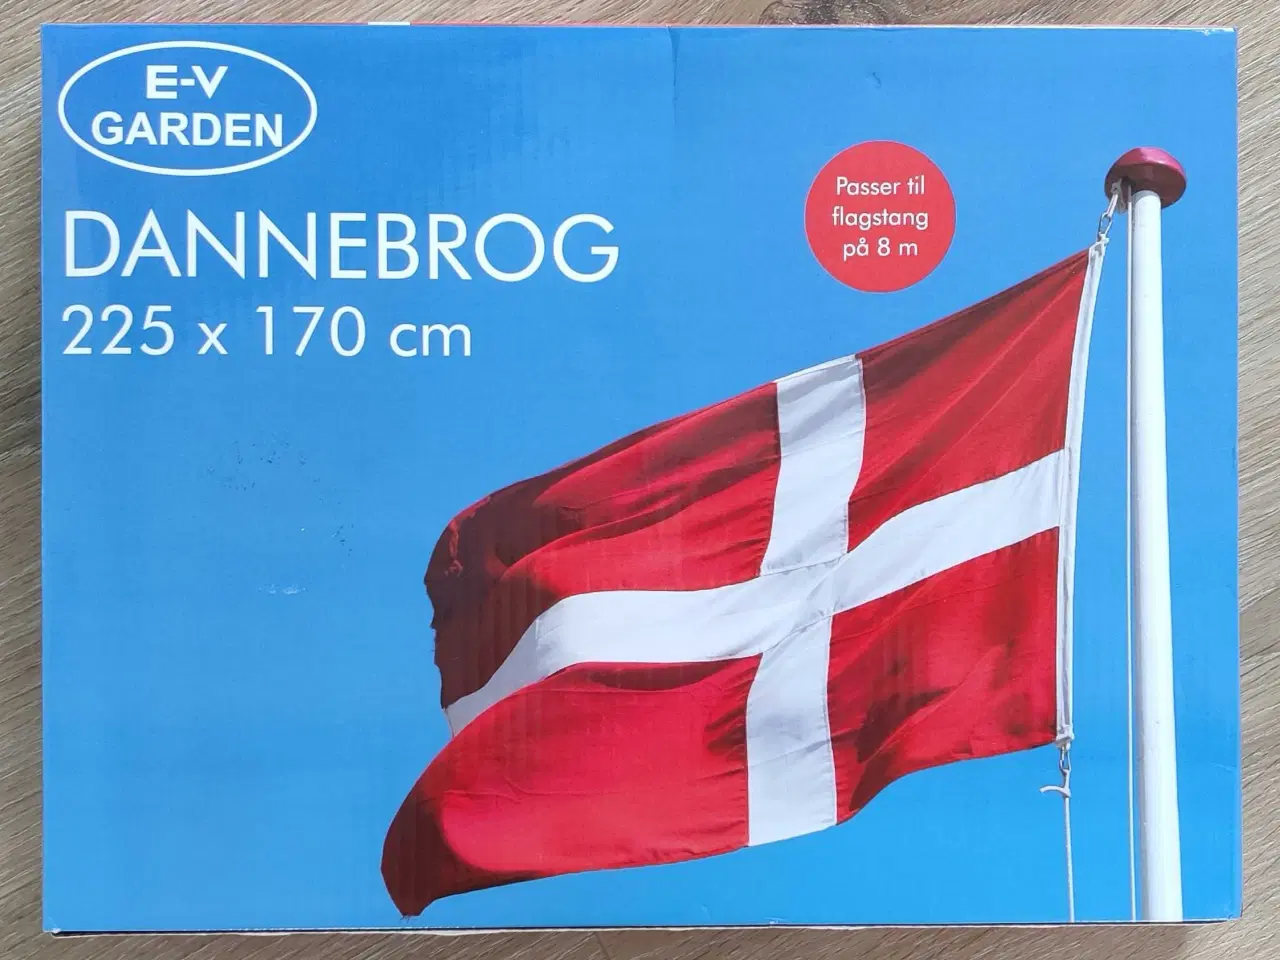 E-V
GARDEN
DANNEBROG
225 x 170 cm
Passer til
flagstang
på 8 m